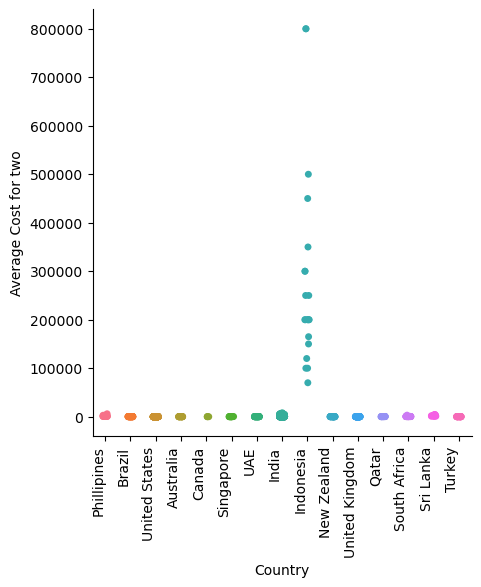 800000
700000
600000
500000
400000
300000
200000
100000
0
Average Cost for two
Phillipines
Brazil
United States
Australia
Canada
Singapore
UAE
India
Indonesia
New Zealand
United Kingdom
Qatar
South Africa
Sri Lanka
Turkey
Country